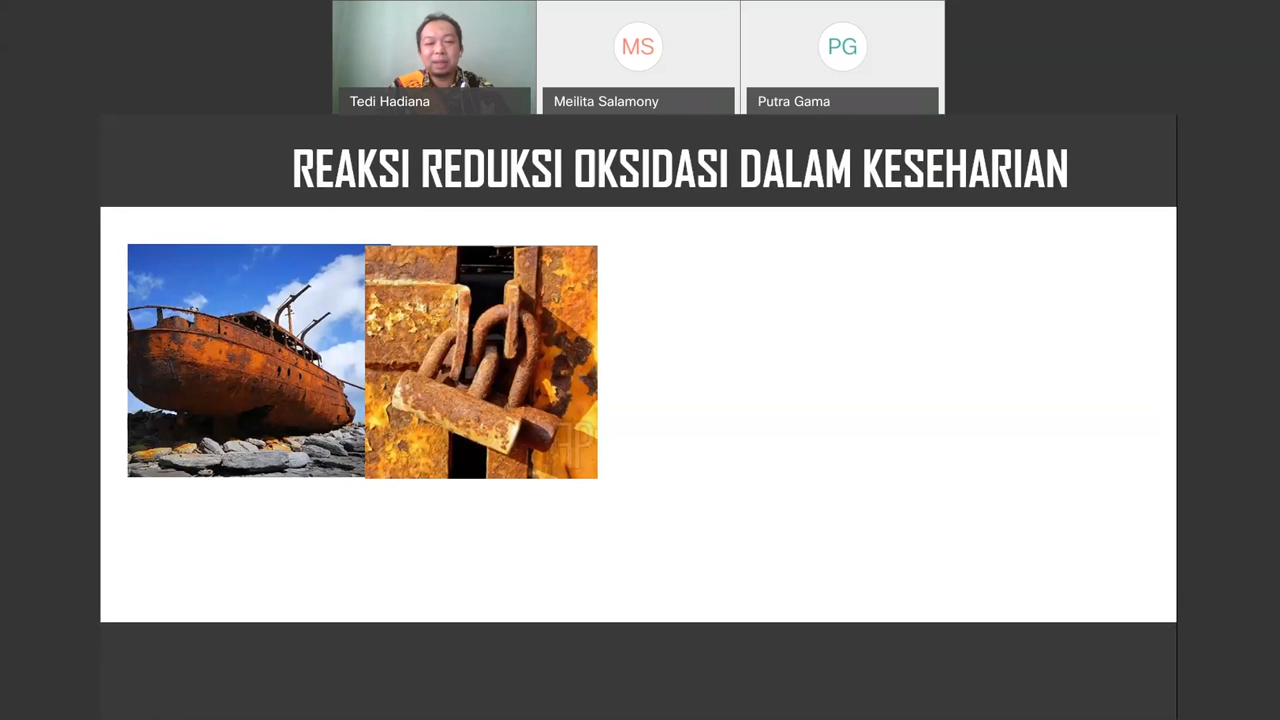 MS
PG
Tedi Hadiana
Meilita Salamony
Putra Gama
REAKSI REDUKSI OKSIDASI DALAM KESEHARIAN